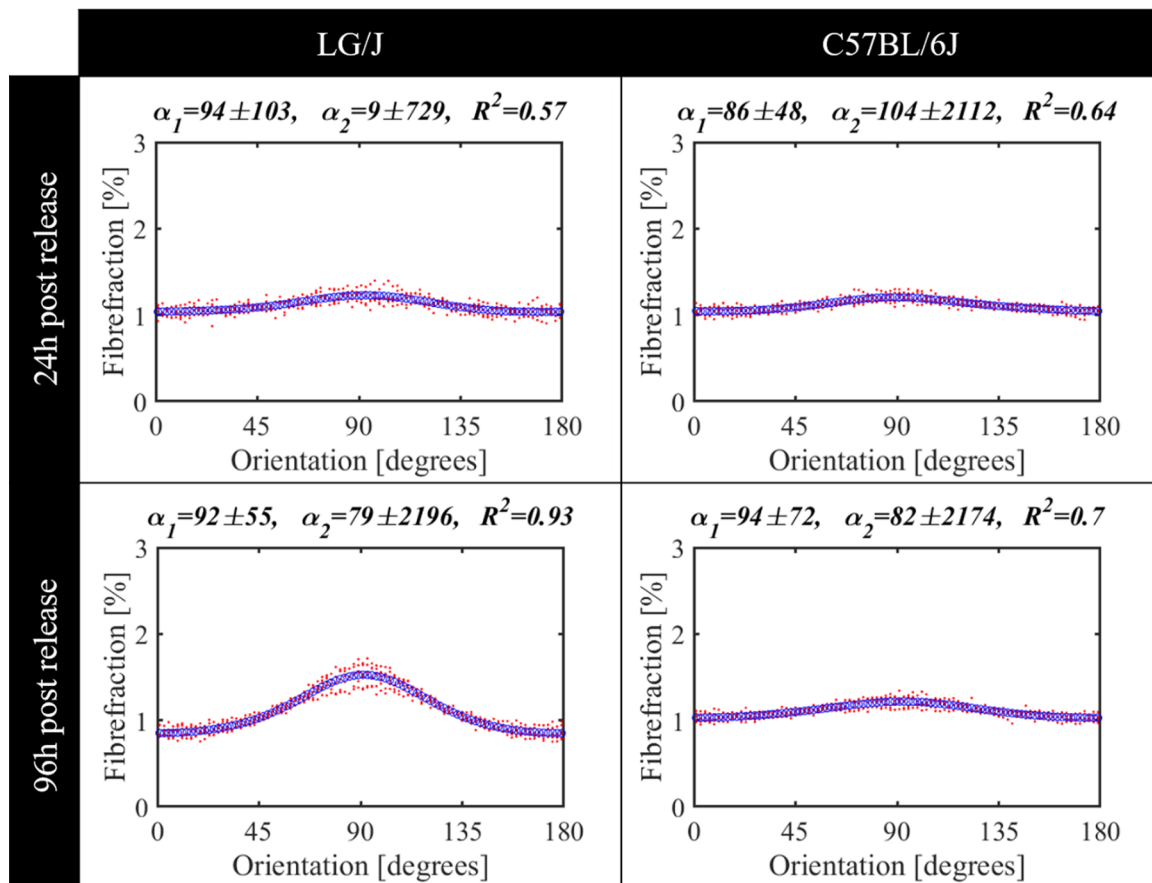 LG/J
C57BL/6J
24h post release
α1=94±103, α2=9±729, R²=0.57
3
2
1
0
Fibrefraction [%]
0 45 90 135 180
Orientation [degrees]
α1=86±48, α2=104±2112, R²=0.64
3
2
1
0
Fibrefraction [%]
0 45 90 135 180
Orientation [degrees]
96h post release
α1=92±55, α2=79±2196, R²=0.93
3
2
1
0
Fibrefraction [%]
0 45 90 135 180
Orientation [degrees]
α1=94±72, α2=82±2174, R²=0.7
3
2
1
0
Fibrefraction [%]
0 45 90 135 180
Orientation [degrees]